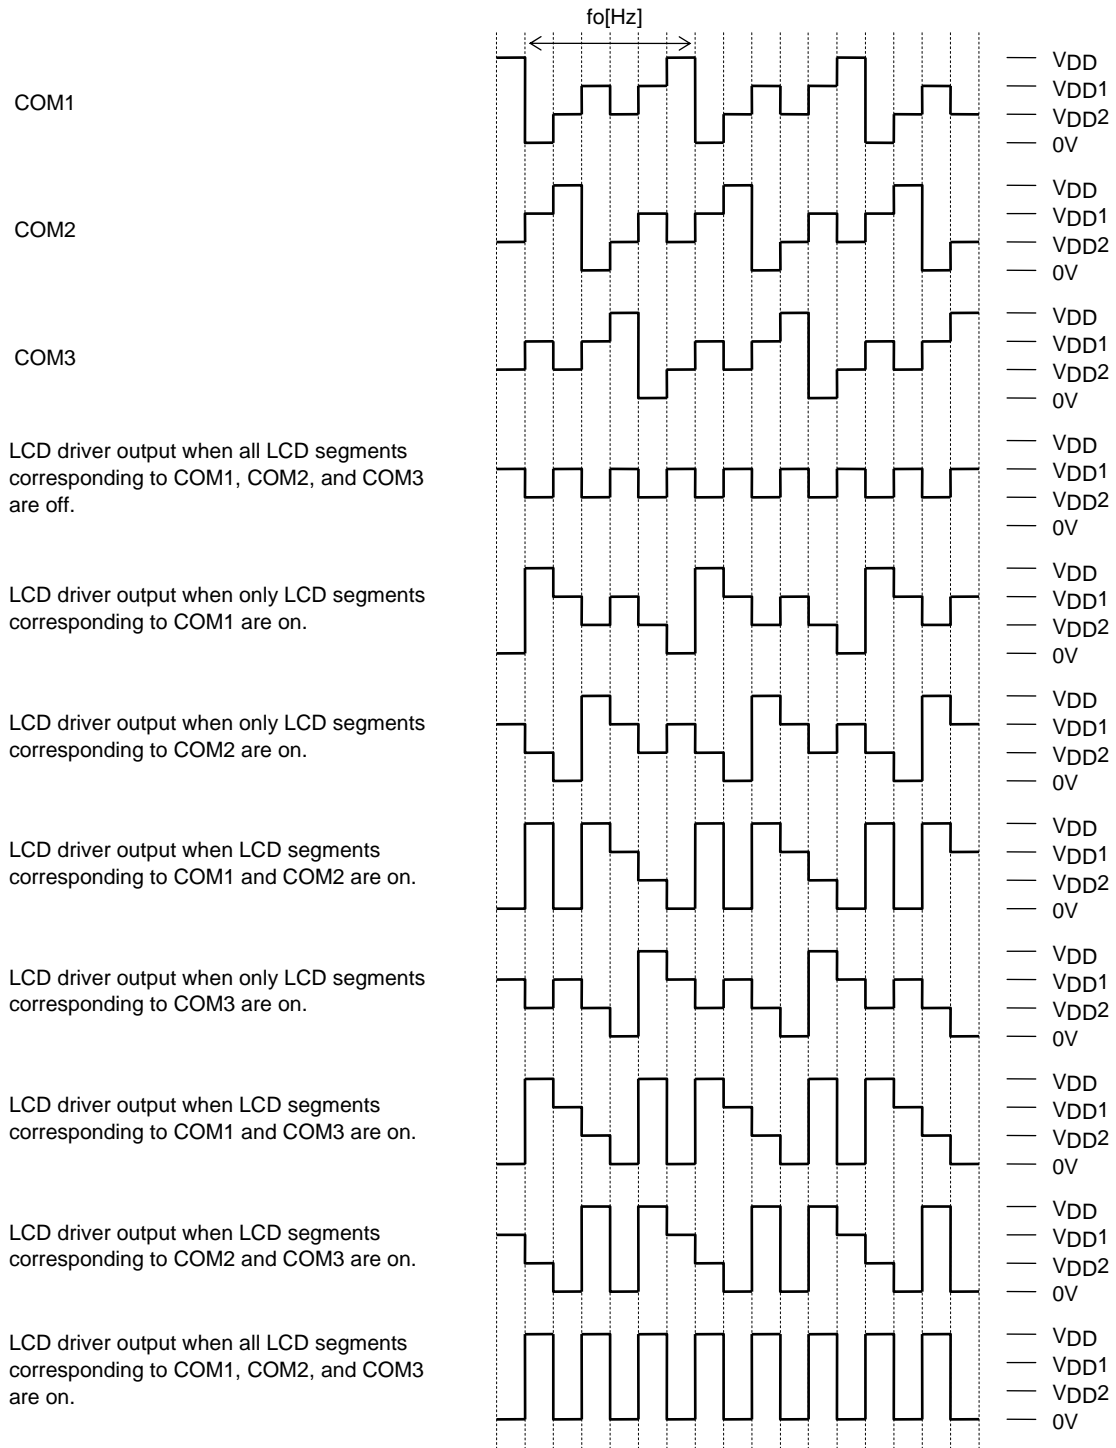 fo[Hz]
COM1
VDD
VDD1
VDD2
0V
COM2
VDD
VDD1
VDD2
0V
COM3
VDD
VDD1
VDD2
0V
LCD driver output when all LCD segments
corresponding to COM1, COM2, and COM3
are off.
VDD
VDD1
VDD2
0V
LCD driver output when only LCD segments
corresponding to COM1 are on.
VDD
VDD1
VDD2
0V
LCD driver output when only LCD segments
corresponding to COM2 are on.
VDD
VDD1
VDD2
0V
LCD driver output when LCD segments
corresponding to COM1 and COM2 are on.
VDD
VDD1
VDD2
0V
LCD driver output when only LCD segments
corresponding to COM3 are on.
VDD
VDD1
VDD2
0V
LCD driver output when LCD segments
corresponding to COM1 and COM3 are on.
VDD
VDD1
VDD2
0V
LCD driver output when LCD segments
corresponding to COM2 and COM3 are on.
VDD
VDD1
VDD2
0V
LCD driver output when all LCD segments
corresponding to COM1, COM2, and COM3
are on.
VDD
VDD1
VDD2
0V